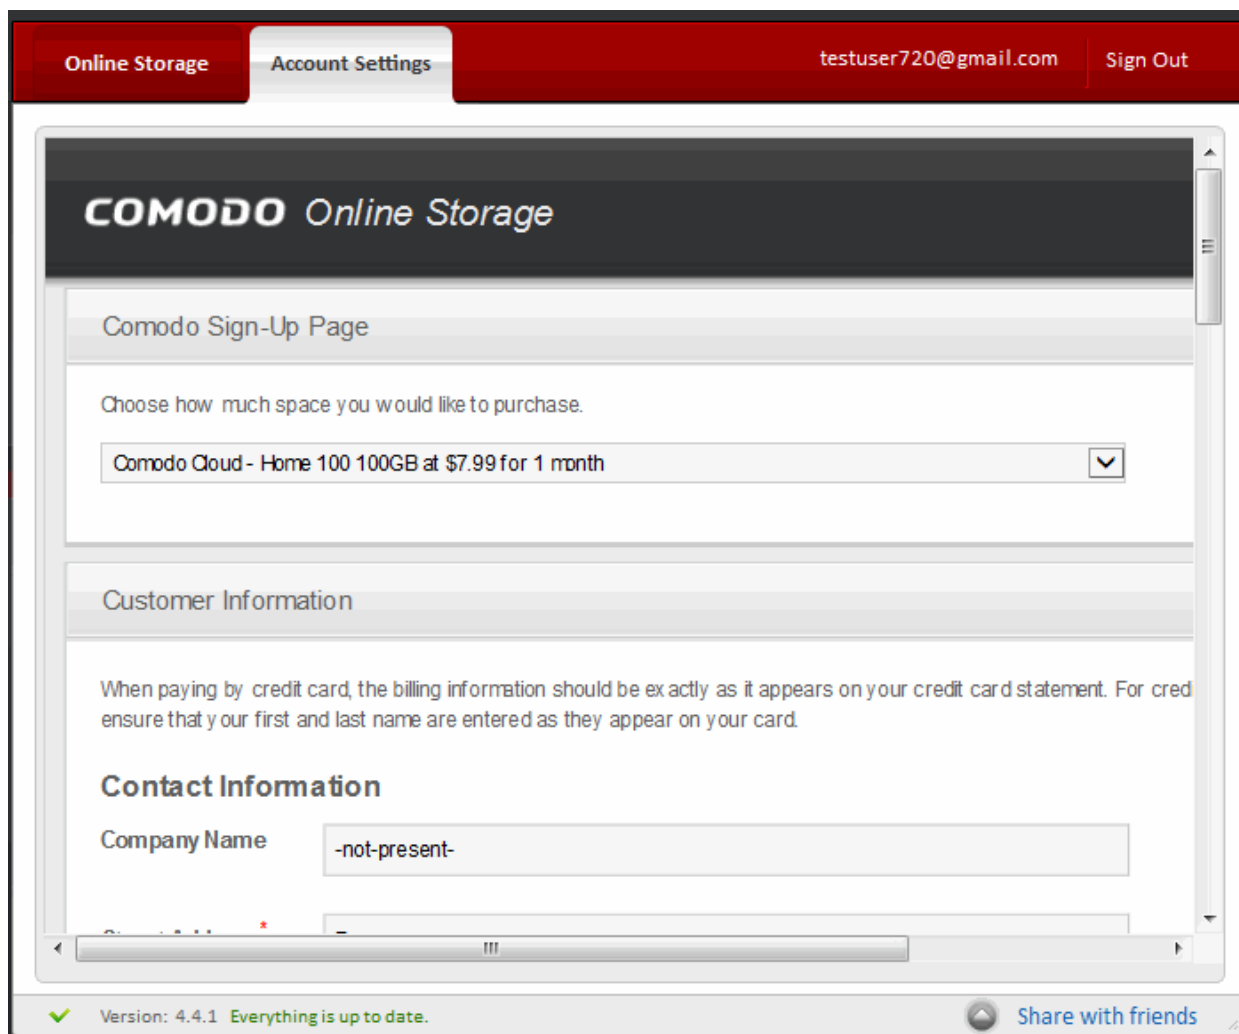 Online Storage
Account Settings
testuser720@gmail.com
Sign Out
COMODO Online Storage
Comodo Sign-Up Page
Choose how much space you would like to purchase.
Comodo Cloud - Home 100 100GB at $7.99 for 1 month
Customer Information
When paying by credit card, the billing information should be exactly as it appears on your credit card statement. For
ensure that your first and last name are entered as they appear on your card.
Contact Information
Company Name
-not-present-
*
Version: 4.4.1 Everything is up to date.
Share with friends